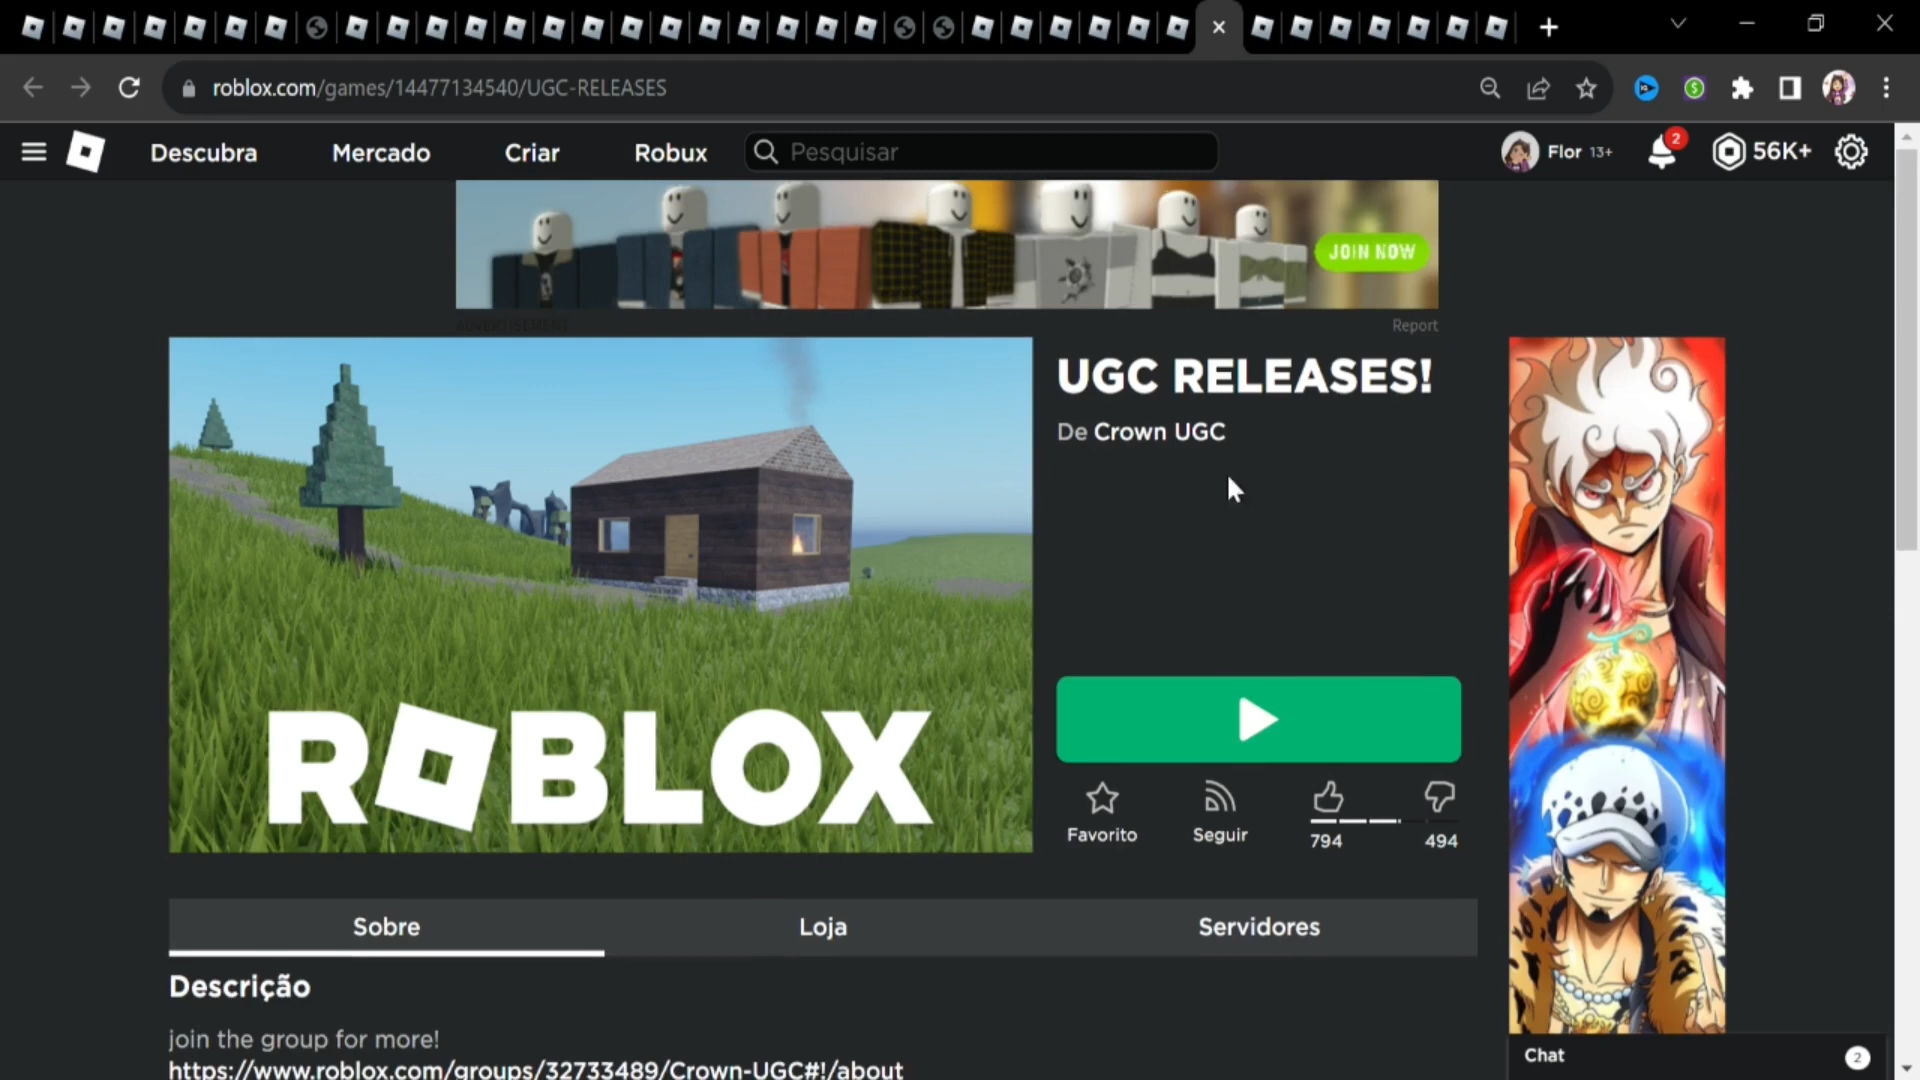 roblox.com/games/14477134540/UGC-RELEASES
Descubra
Mercado
Criar
Robux
Pesquisar
Flor 13+
2
56K+
JOIN NOW
ADVERTISEMENT
Report
ROBLOX
UGC RELEASES!
De Crown UGC
Favorito
Seguir
794
494
Sobre
Loja
Servidores
Descrição
join the group for more!
https://www.roblox.com/groups/32733489/Crown-UGC#!/about
Chat
2